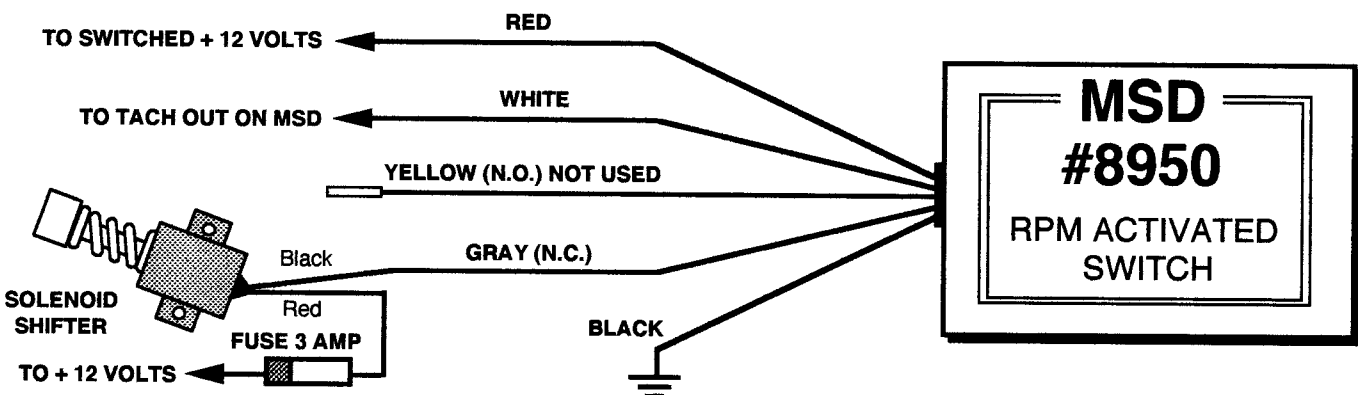 RED
TO SWITCHED + 12 VOLTS
WHITE
TO TACH OUT ON MSD
YELLOW (N.O.) NOT USED
Black
GRAY (N.C.)
Red
SOLENOID
SHIFTER
FUSE 3 AMP
TO + 12 VOLTS
BLACK
MSD
#8950
RPM ACTIVATED
SWITCH